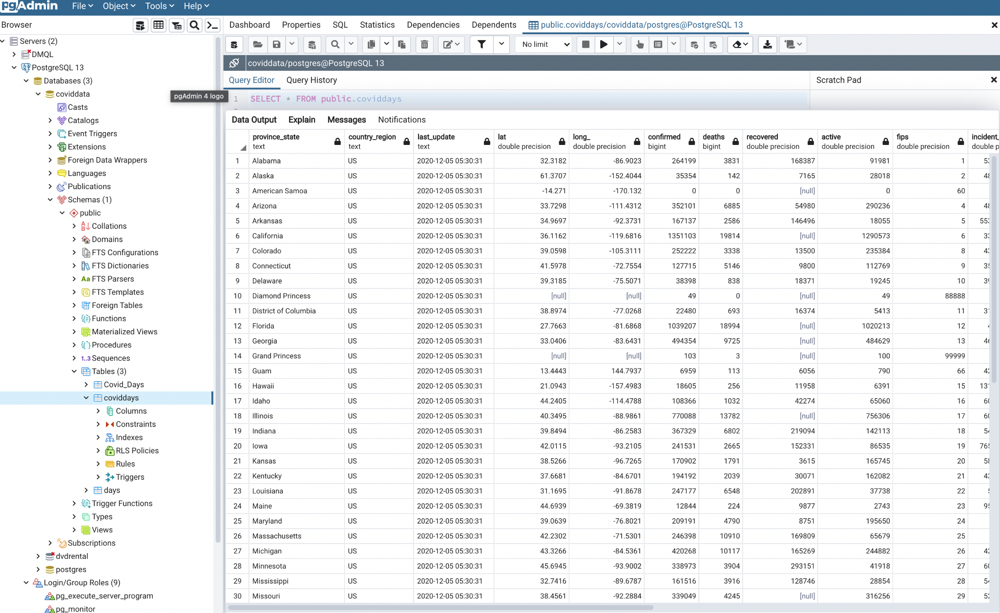 pgAdmin File Object Tools Help
Browser
Dashboard Properties SQL Statistics Dependencies Dependents public.coviddays/coviddata/postgres@PostgreSQL 13
No limit
coviddata/postgres@PostgreSQL 13
Query Editor Query History
Scratch Pad
1 SELECT * FROM public.coviddays
pgAdmin 4 logo
Servers (2)
DMQL
PostgreSQL 13
Databases (3)
coviddata
Casts
Catalogs
Event Triggers
Extensions
Foreign Data Wrappers
Languages
Publications
Schemas (1)
public
Collations
Domains
FTS Configurations
FTS Dictionaries
Aa FTS Parsers
FTS Templates
Foreign Tables
Functions
Materialized Views
Procedures
1..3 Sequences
Tables (3)
Covid_Days
coviddays
Columns
Constraints
Indexes
RLS Policies
Rules
Triggers
days
Trigger Functions
Types
Views
Subscriptions
dvdrental
postgres
Login/Group Roles (9)
pg_execute_server_program
pg_monitor
Data Output Explain Messages Notifications
province_state country_region last_update lat long_ confirmed deaths recovered active fips incident_
text text text double precision double precision bigint bigint double precision double precision double precision double p
1 Alabama US 2020-12-05 05:30:31 32.3182 -86.9023 264199 3831 168387 91981 1
2 Alaska US 2020-12-05 05:30:31 61.3707 -152.4044 35354 142 7165 28018 2
3 American Samoa US 2020-12-05 05:30:31 -14.271 -170.132 0 0 [null] 0 60
4 Arizona US 2020-12-05 05:30:31 33.7298 -111.4312 352101 6885 54980 290236 4
5 Arkansas US 2020-12-05 05:30:31 34.9697 -92.3731 167137 2586 146496 18055 5
6 California US 2020-12-05 05:30:31 36.1162 -119.6816 1351103 19814 [null] 1290573 6
7 Colorado US 2020-12-05 05:30:31 39.0598 -105.3111 252222 3338 13500 235384 8
8 Connecticut US 2020-12-05 05:30:31 41.5978 -72.7554 127715 5146 9800 112769 9
9 Delaware US 2020-12-05 05:30:31 39.3185 -75.5071 38398 838 18371 19245 10
10 Diamond Princess US 2020-12-05 05:30:31 [null] [null] 49 0 [null] 49 88888
11 District of Columbia US 2020-12-05 05:30:31 38.8974 -77.0268 22480 693 16374 5413 11
12 Florida US 2020-12-05 05:30:31 27.7663 -81.6868 1039207 18994 [null] 1020213 12
13 Georgia US 2020-12-05 05:30:31 33.0406 -83.6431 494354 9725 [null] 484629 13
14 Grand Princess US 2020-12-05 05:30:31 [null] [null] 103 3 [null] 100 99999
15 Guam US 2020-12-05 05:30:31 13.4443 144.7937 6959 113 6056 790 66
16 Hawaii US 2020-12-05 05:30:31 21.0943 -157.4983 18605 256 11958 6391 15
17 Idaho US 2020-12-05 05:30:31 44.2405 -114.4788 108366 1032 42274 65060 16
18 Illinois US 2020-12-05 05:30:31 40.3495 -88.9861 770088 13782 [null] 756306 17
19 Indiana US 2020-12-05 05:30:31 39.8494 -86.2583 367329 6802 219094 142113 18
20 Iowa US 2020-12-05 05:30:31 42.0115 -93.2105 241531 2665 152331 86535 19
21 Kansas US 2020-12-05 05:30:31 38.5266 -96.7265 170902 1791 3615 165745 20
22 Kentucky US 2020-12-05 05:30:31 37.6681 -84.6701 194192 2039 30071 162082 21
23 Louisiana US 2020-12-05 05:30:31 31.1695 -91.8678 247177 6548 202891 37738 22
24 Maine US 2020-12-05 05:30:31 44.6939 -69.3819 12844 224 9877 2743 23
25 Maryland US 2020-12-05 05:30:31 39.0639 -76.8021 209191 4790 8751 195650 24
26 Massachusetts US 2020-12-05 05:30:31 42.2302 -71.5301 246398 10910 169809 65679 25
27 Michigan US 2020-12-05 05:30:31 43.3266 -84.5361 420268 10117 165269 244882 26
28 Minnesota US 2020-12-05 05:30:31 45.6945 -93.9002 338973 3904 293151 41918 27
29 Mississippi US 2020-12-05 05:30:31 32.7416 -89.6787 161516 3916 128746 28854 28
30 Missouri US 2020-12-05 05:30:31 38.4561 -92.2884 339049 4245 [null] 316256 29